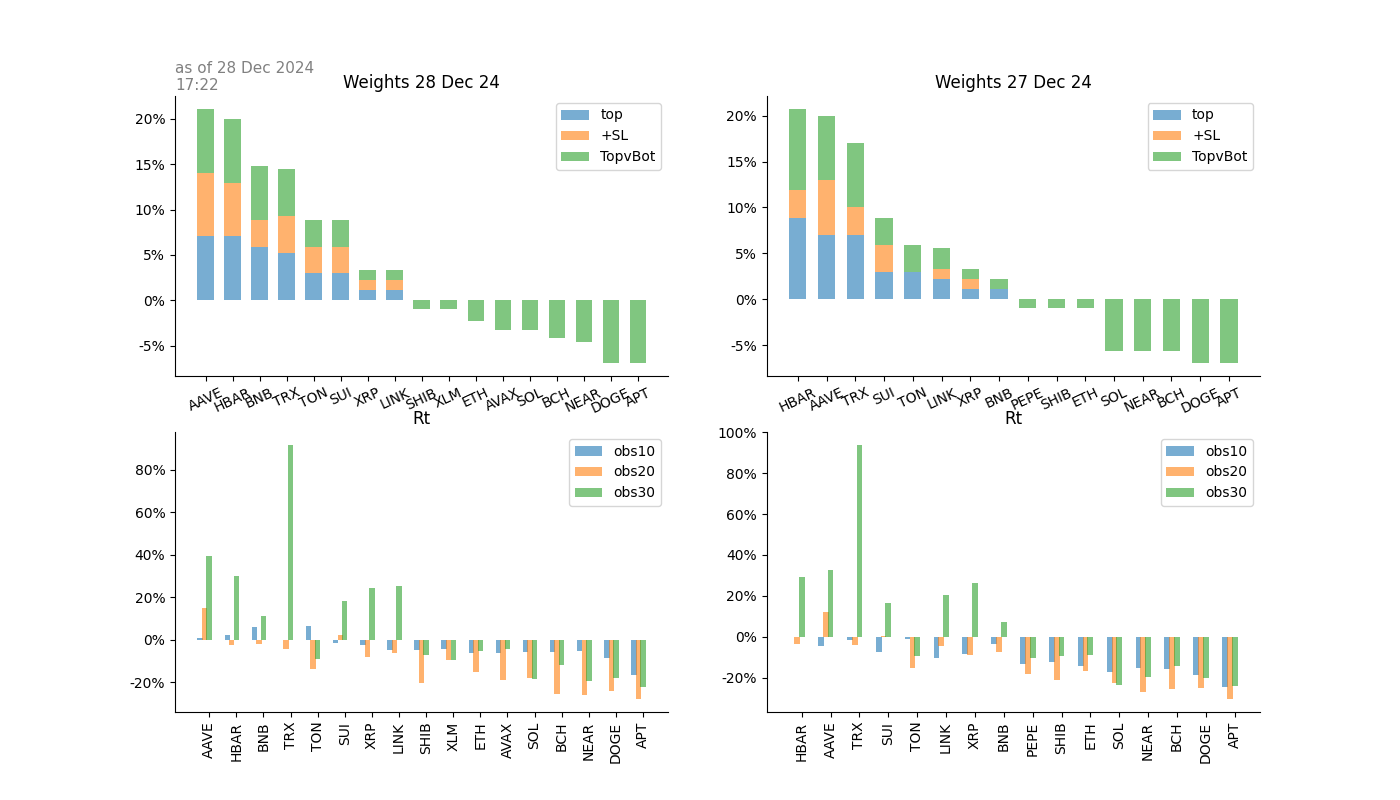 as of 28 Dec 2024
17:22
Weights 28 Dec 24
20%
15%
10%
5%
0%
-5%
top
+SL
TopvBot
AAVE HBAR BNB TRX TON SUI XRP LINK SHIB XLM ETH AVAX SOL BCH NEAR DOGE APT
Weights 27 Dec 24
20%
15%
10%
5%
0%
-5%
top
+SL
TopvBot
HBAR AAVE TRX SUI TON LINK XRP BNB PEPE SHIB ETH SOL NEAR BCH DOGE APT
Rt
80%
60%
40%
20%
0%
-20%
obs10
obs20
obs30
AAVE HBAR BNB TRX TON SUI XRP LINK SHIB XLM ETH AVAX SOL BCH NEAR DOGE APT
Rt
100%
80%
60%
40%
20%
0%
-20%
obs10
obs20
obs30
HBAR AAVE TRX SUI TON LINK XRP BNB PEPE SHIB ETH SOL NEAR BCH DOGE APT